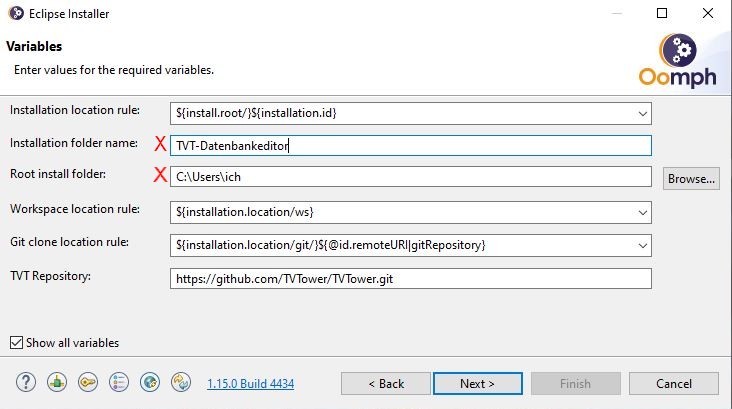 Eclipse Installer
Variables
Enter values for the required variables.
Oomph
Installation location rule: ${install.root/}${installation.id}
Installation folder name: X TVT-Datenbankeditor
Root install folder: X C:\Users\ich Browse...
Workspace location rule: ${installation.location/ws}
Git clone location rule: ${installation.location/git/}${@id.remoteURI|gitRepository}
TVT Repository: https://github.com/TVTower/TVTower.git
Show all variables
? 1.15.0 Build 4434 < Back Next > Finish Cancel